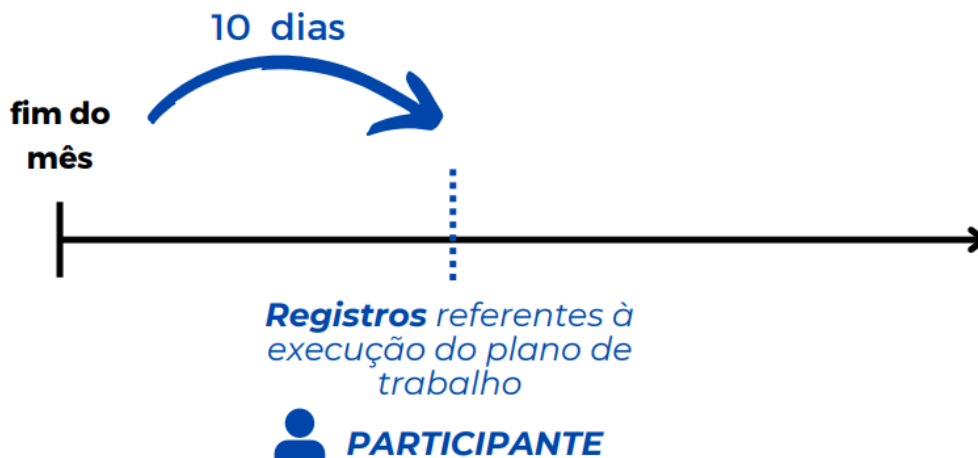 10 dias
fim do
mês
Registros referentes à
execução do plano de
trabalho
PARTICIPANTE